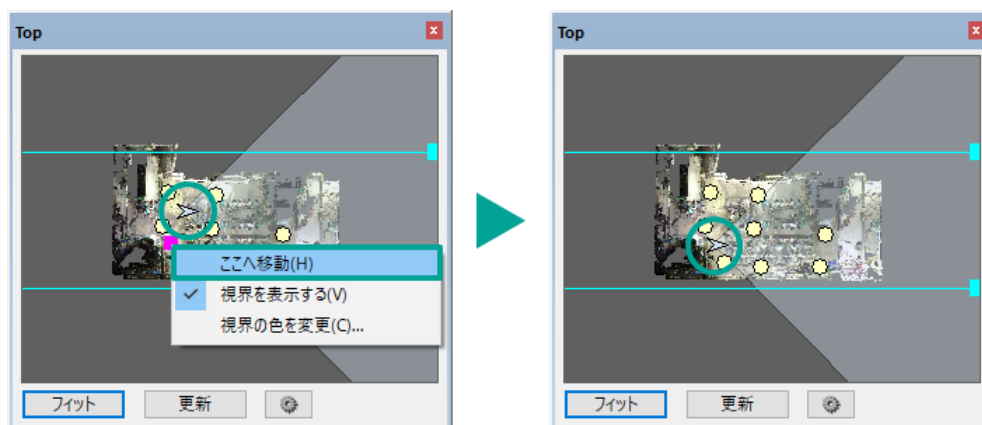 Top
x
ここへ移動(H)
視界を表示する(V)
視界の色を変更(C)...
フィット
更新
Top
x
フィット
更新